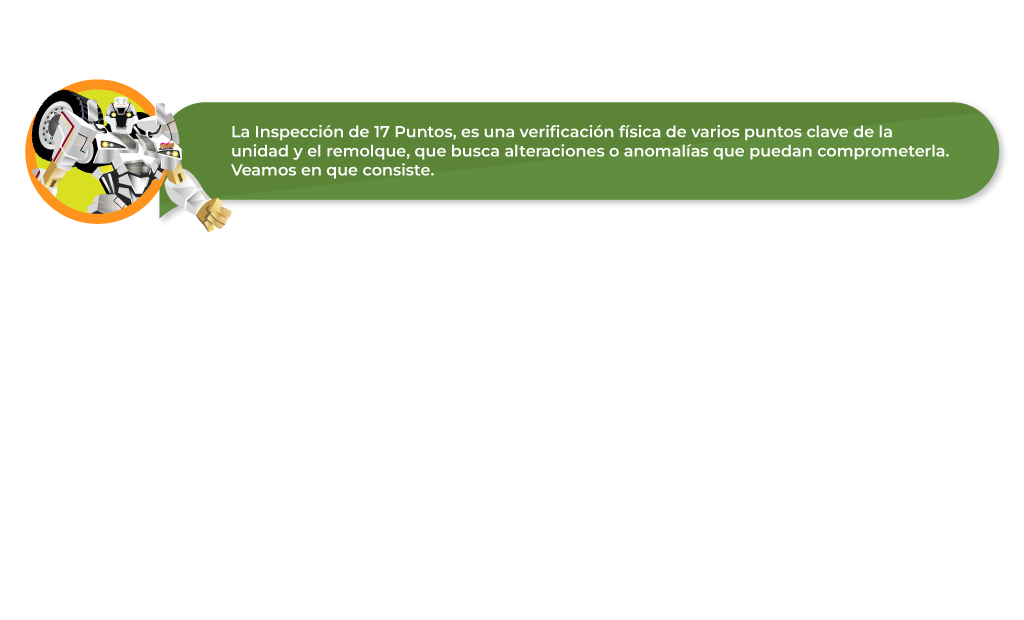 La Inspección de 17 Puntos, es una verificación física de varios puntos clave de la
unidad y el remolque, que busca alteraciones o anomalías que puedan comprometerla.
Veamos en que consiste.